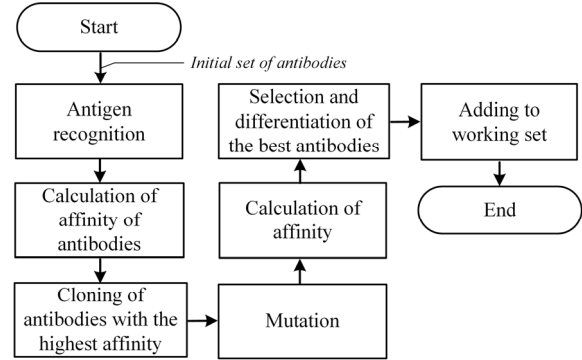 Start
Initial set of antibodies
Antigen
recognition
Calculation of
affinity of
antibodies
Cloning of
antibodies with the
highest affinity
Mutation
Calculation of
affinity
Selection and
differentiation of
the best antibodies
Adding to
working set
End